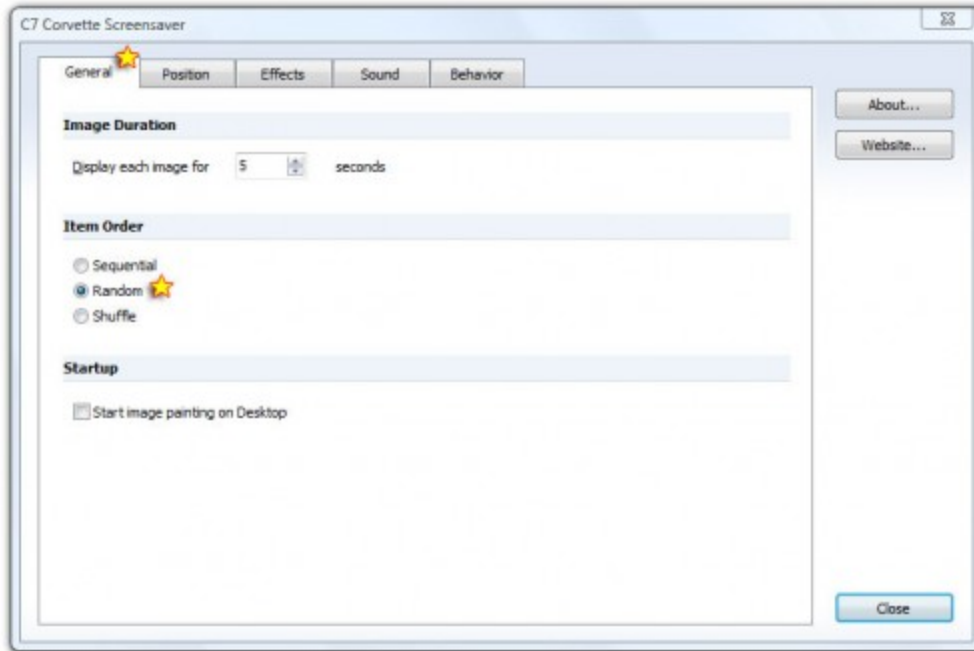 C7 Corvette Screensaver
General Position Effects Sound Behavior
About...
Image Duration
Website...
Display each image for 5 seconds
Item Order
Sequential
Random
Shuffle
Startup
Start image painting on Desktop
Close